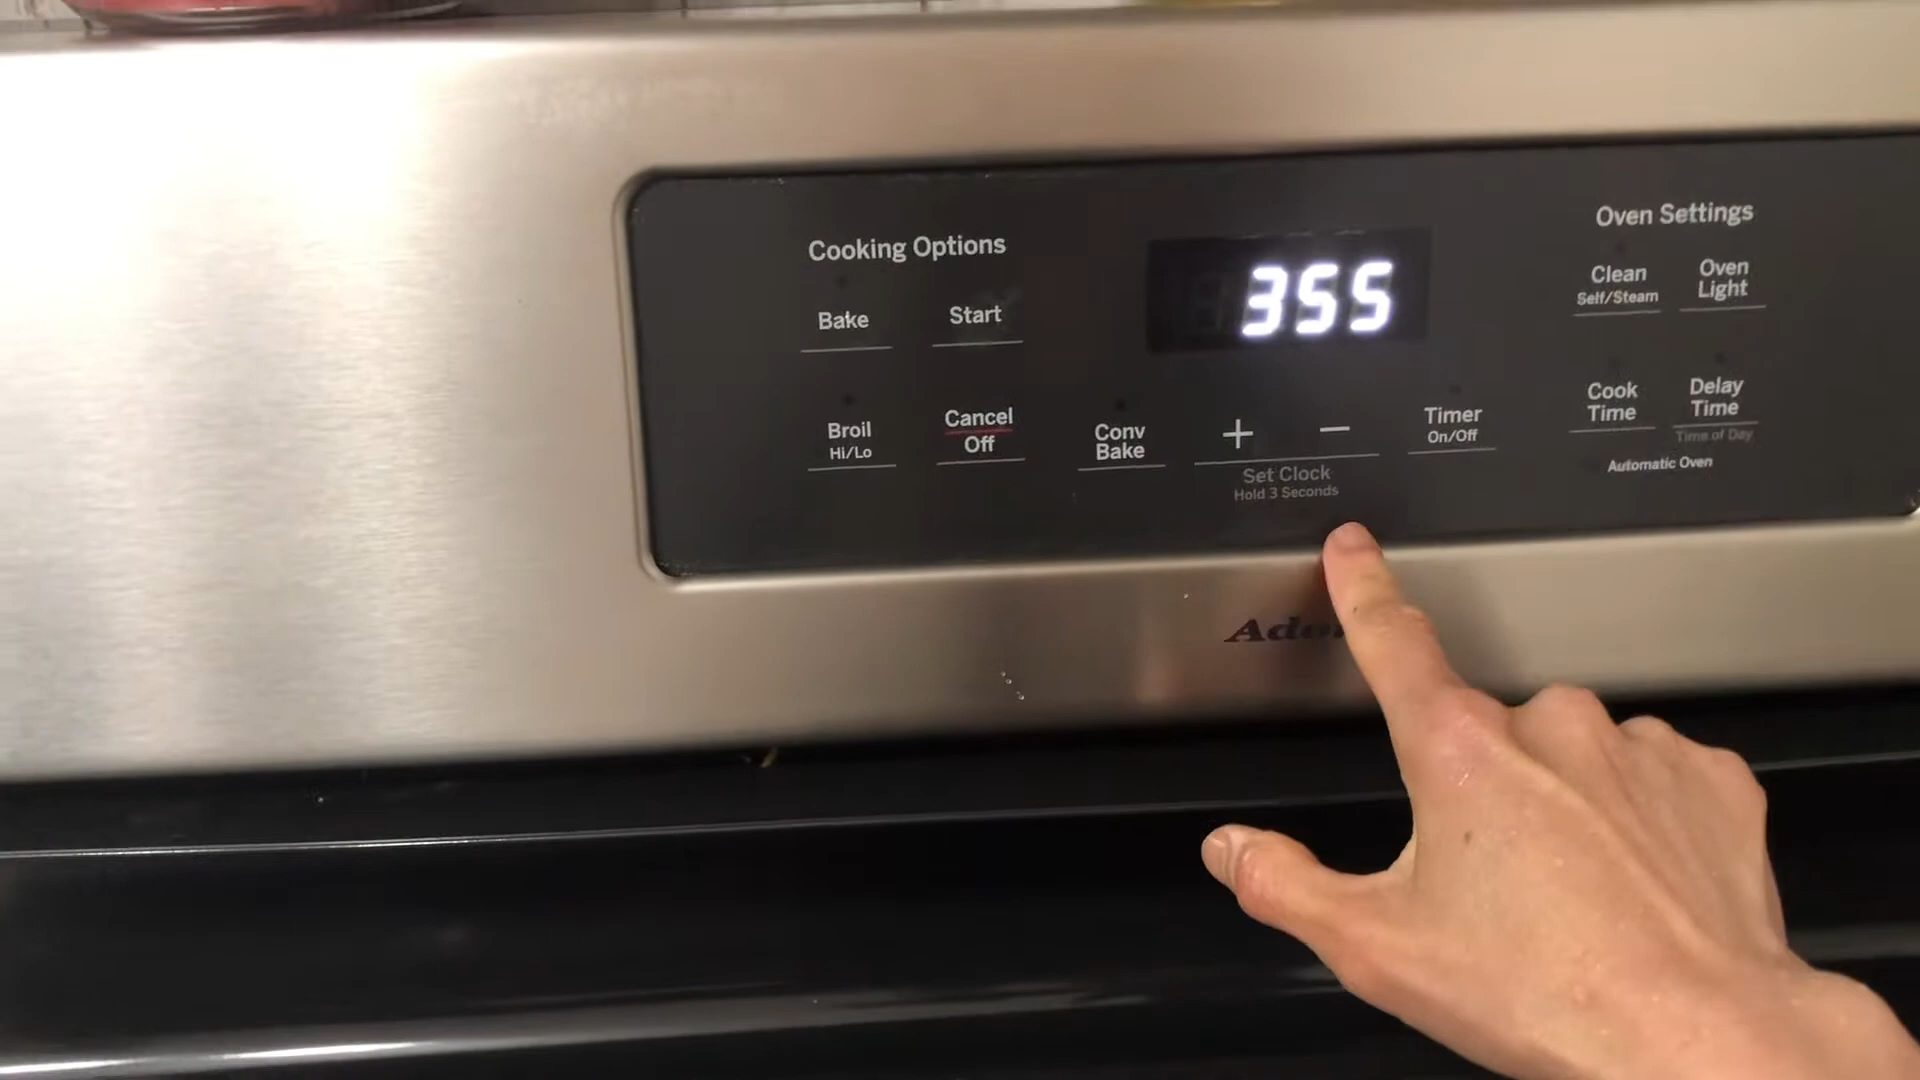 Cooking Options
Bake
Start
Broil
Hi/Lo
Cancel
Off
Conv
Bake
355
+
−
Set Clock
Hold 3 Seconds
Timer
On/Off
Oven Settings
Clean
Self/Steam
Oven
Light
Cook
Time
Delay
Time
Time of Day
Automatic Oven